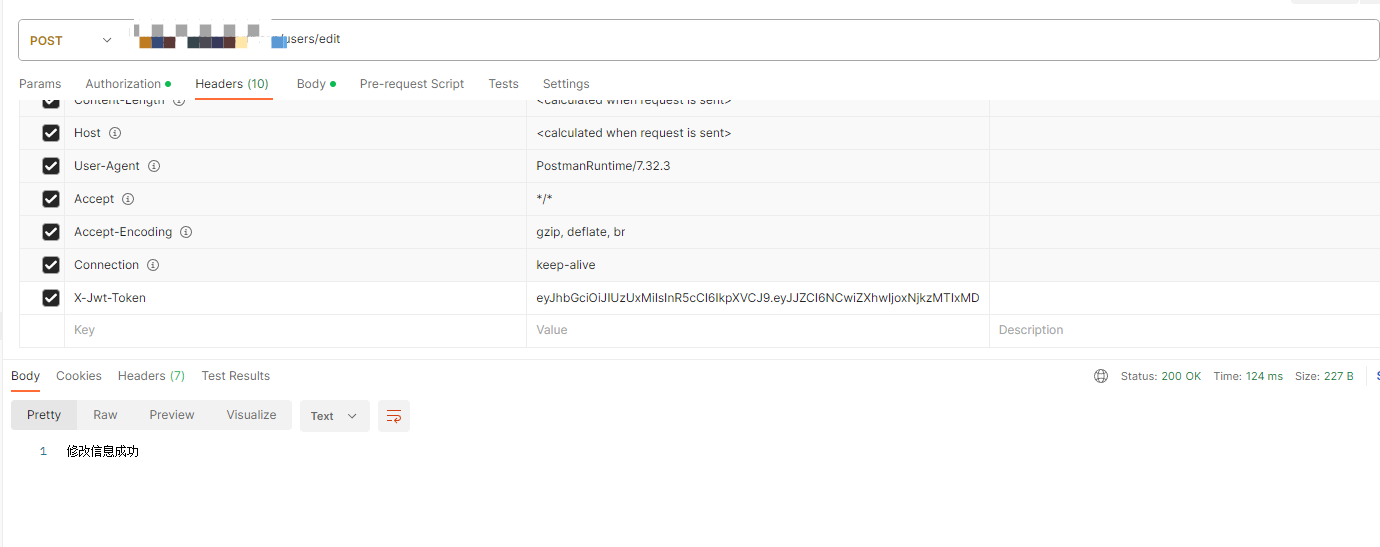 POST /users/edit
Params Authorization Headers (10) Body Pre-request Script Tests Settings
Content-Length <calculated when request is sent>
Host <calculated when request is sent>
User-Agent PostmanRuntime/7.32.3
Accept */*
Accept-Encoding gzip, deflate, br
Connection keep-alive
X-Jwt-Token eyJhbGciOiJIUzUxMiIsInR5cCI6IkpXVCJ9.eyJJZCI6NCwiZXhwIjoxNjkzMTIxMD
Key Value Description
Body Cookies Headers (7) Test Results Status: 200 OK Time: 124 ms Size: 227 B
Pretty Raw Preview Visualize Text
1 修改信息成功